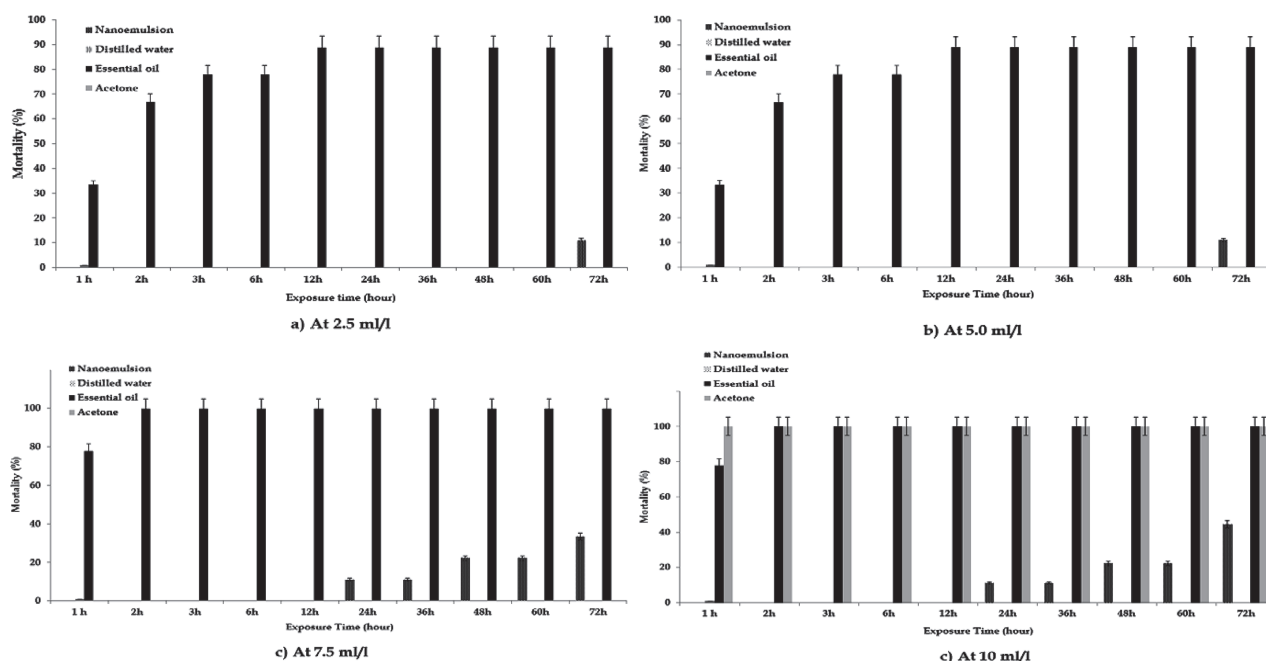 100
90
80
70
60
50
40
30
20
10
0
Mortality (%)
Nanoemulsion
Distilled water
Essential oil
Acetone
1 h 2h 3h 6h 12h 24h 36h 48h 60h 72h
Exposure time (hour)
a) At 2.5 ml/l
100
90
80
70
60
50
40
30
20
10
0
Mortality (%)
Nanoemulsion
Distilled water
Essential oil
Acetone
1 h 2h 3h 6h 12h 24h 36h 48h 60h 72h
Exposure Time (hour)
b) At 5.0 ml/l
Nanoemulsion
Distilled water
Essential oil
Acetone
100
80
60
40
20
0
Mortality (%)
1 h 2h 3h 6h 12h 24h 36h 48h 60h 72h
Exposure Time (hour)
c) At 7.5 ml/l
Nanoemulsion
Distilled water
Essential oil
Acetone
100
80
60
40
20
0
Mortality (%)
1 h 2h 3h 6h 12h 24h 36h 48h 60h 72h
Exposure Time (hour)
c) At 10 ml/l